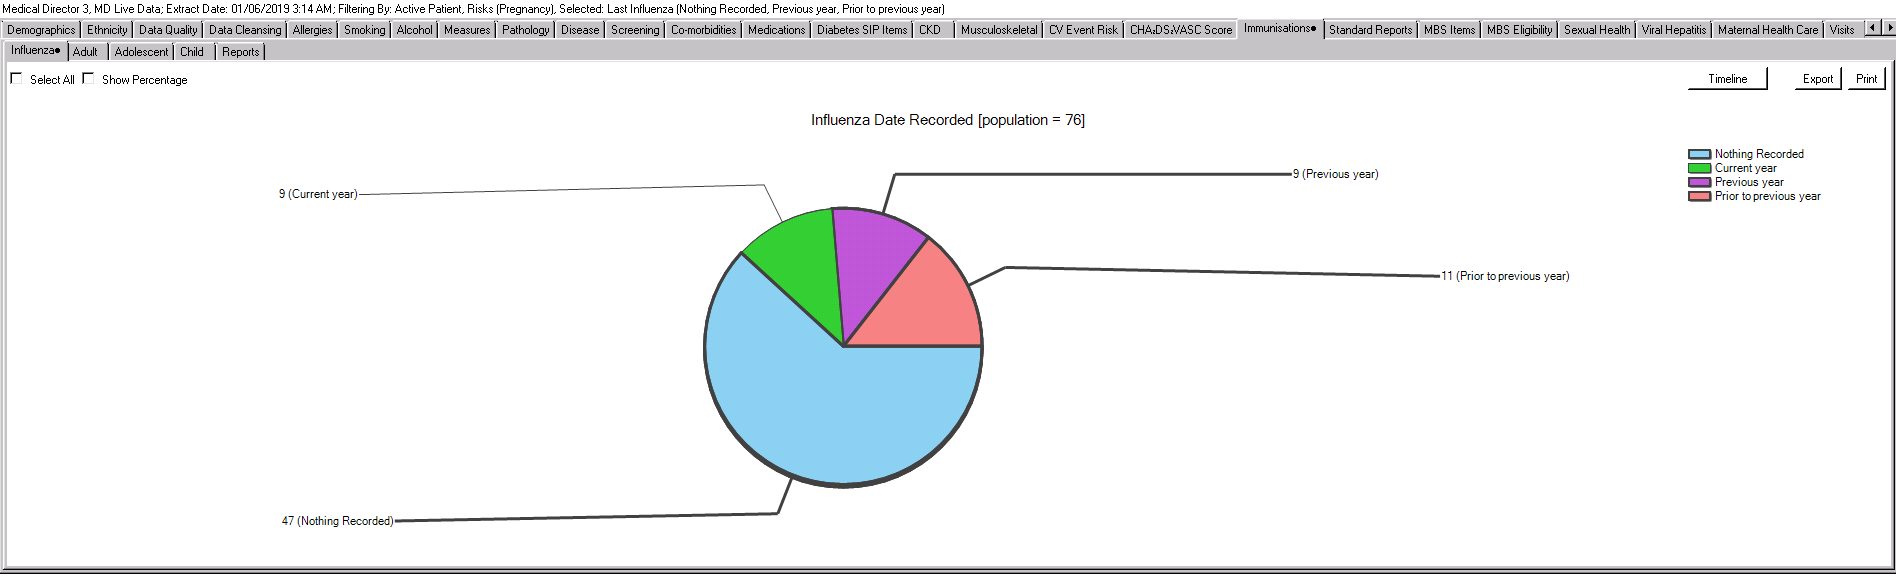 Medical Director 3, MD Live Data; Extract Date: 01/06/2019 3:14 AM; Filtering By: Active Patient, Risks (Pregnancy), Selected: Last Influenza (Nothing Recorded, Previous year, Prior to previous year)
Demographics Ethnicity Data Quality Data Cleansing Allergies Smoking Alcohol Measures Pathology Disease Screening Co-morbidities Medications Diabetes SIP Items CKD Musculoskeletal CV Event Risk CHA₂DS₂VASC Score Immunisations● Standard Reports MBS Items MBS Eligibility Sexual Health Viral Hepatitis Maternal Health Care Visits
Influenza● Adult Adolescent Child Reports
Select All Show Percentage Timeline Export Print
Influenza Date Recorded [population = 76]
Nothing Recorded
Current year
Previous year
Prior to previous year
9 (Previous year)
9 (Current year)
11 (Prior to previous year)
47 (Nothing Recorded)